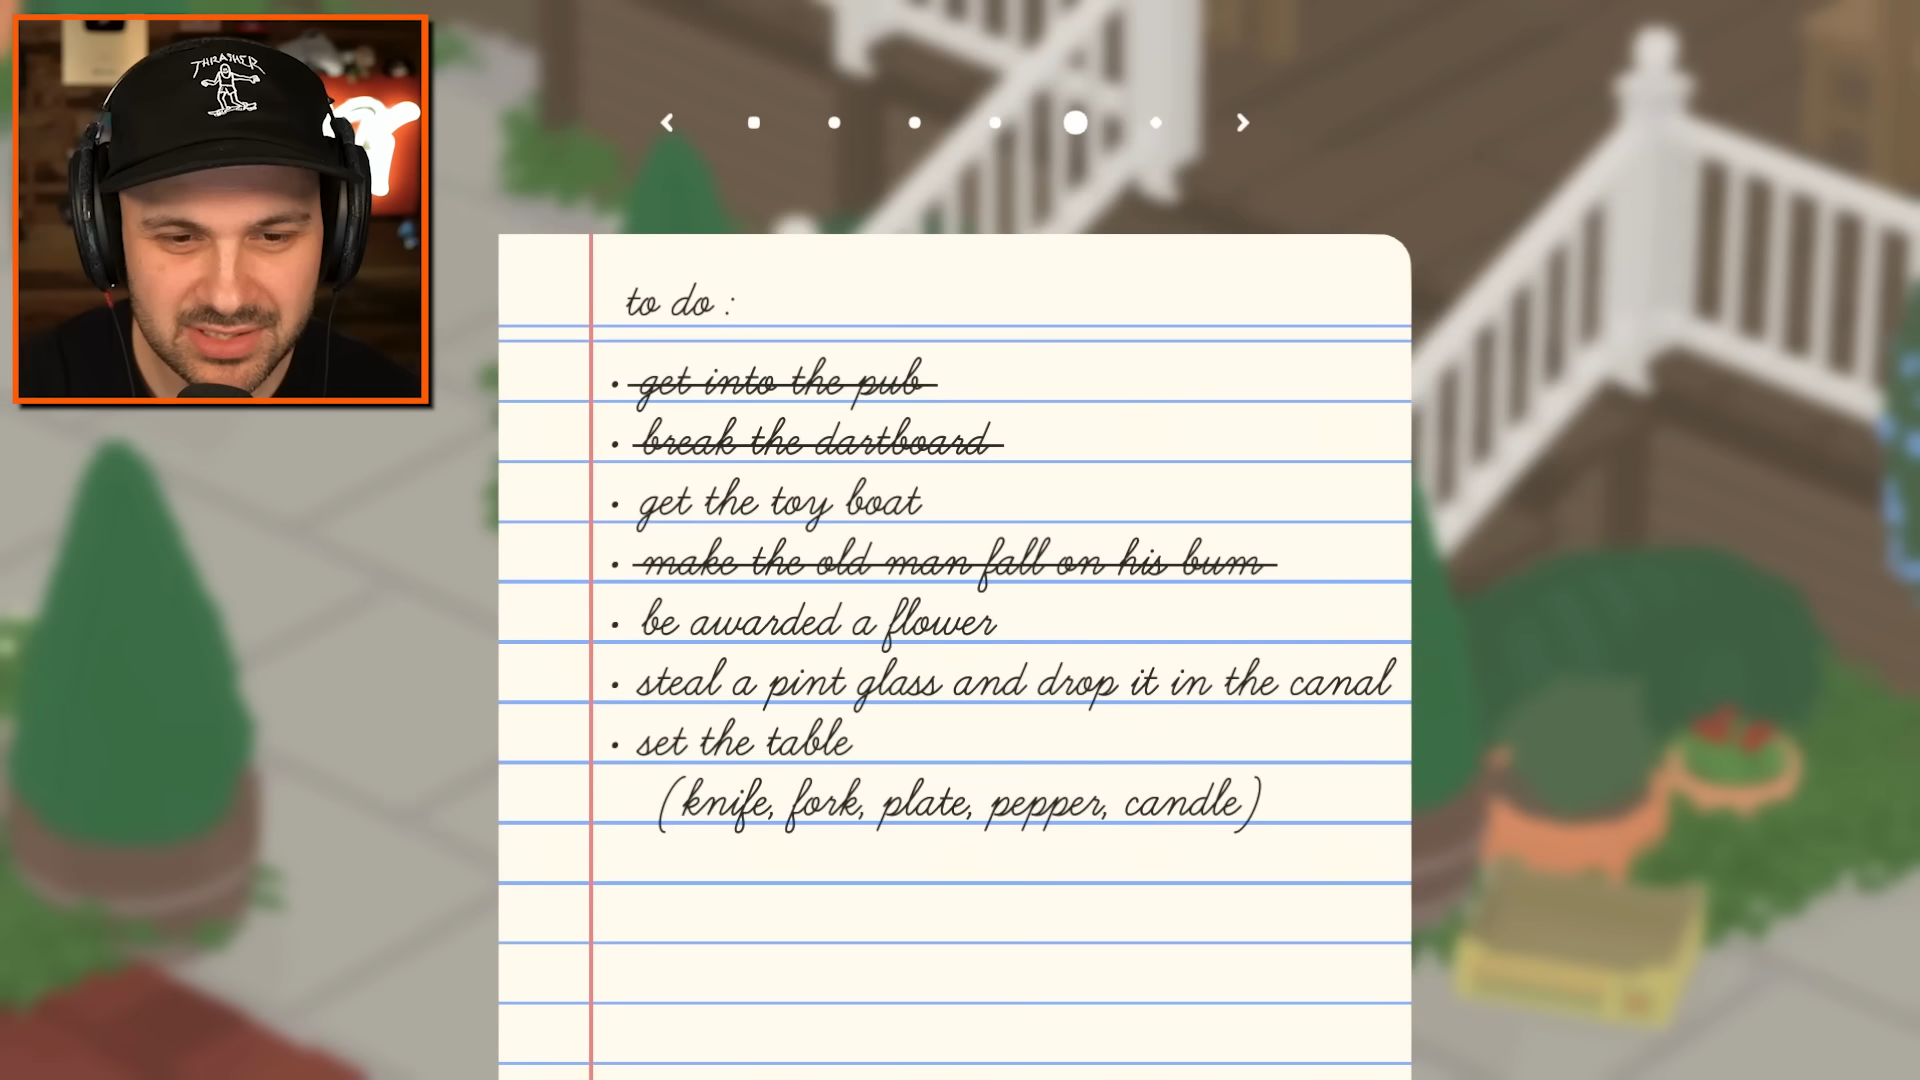 THRASHER
to do :
• get into the pub
• break the dartboard
• get the toy boat
• make the old man fall on his bum
• be awarded a flower
• steal a pint glass and drop it in the canal
• set the table
(knife, fork, plate, pepper, candle)